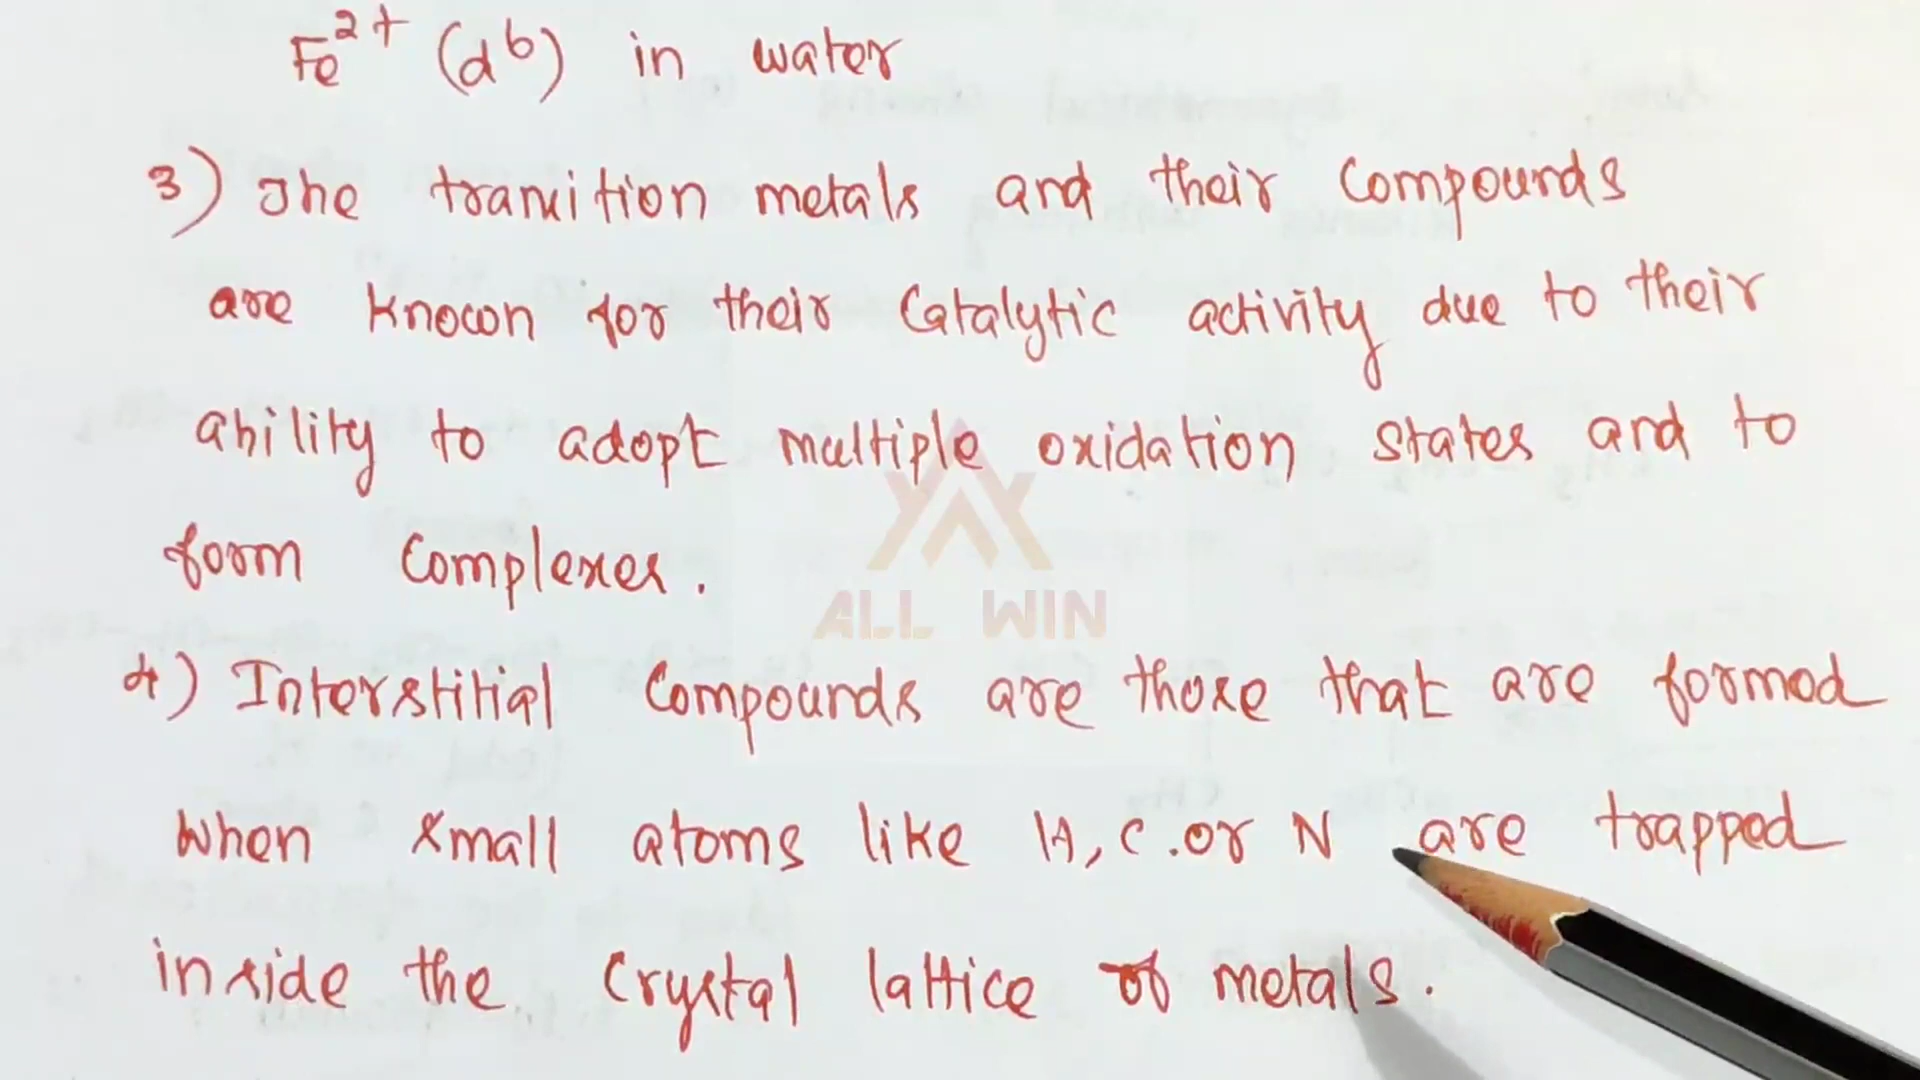 Fe²⁺ (d⁶) in water
3) The transition metals and their compounds
are known for their catalytic activity due to their
ability to adopt multiple oxidation states and to
form complexes.
ALL WIN
4) Interstitial compounds are those that are formed
when small atoms like H, C. or N are trapped
inside the crystal lattice of metals.